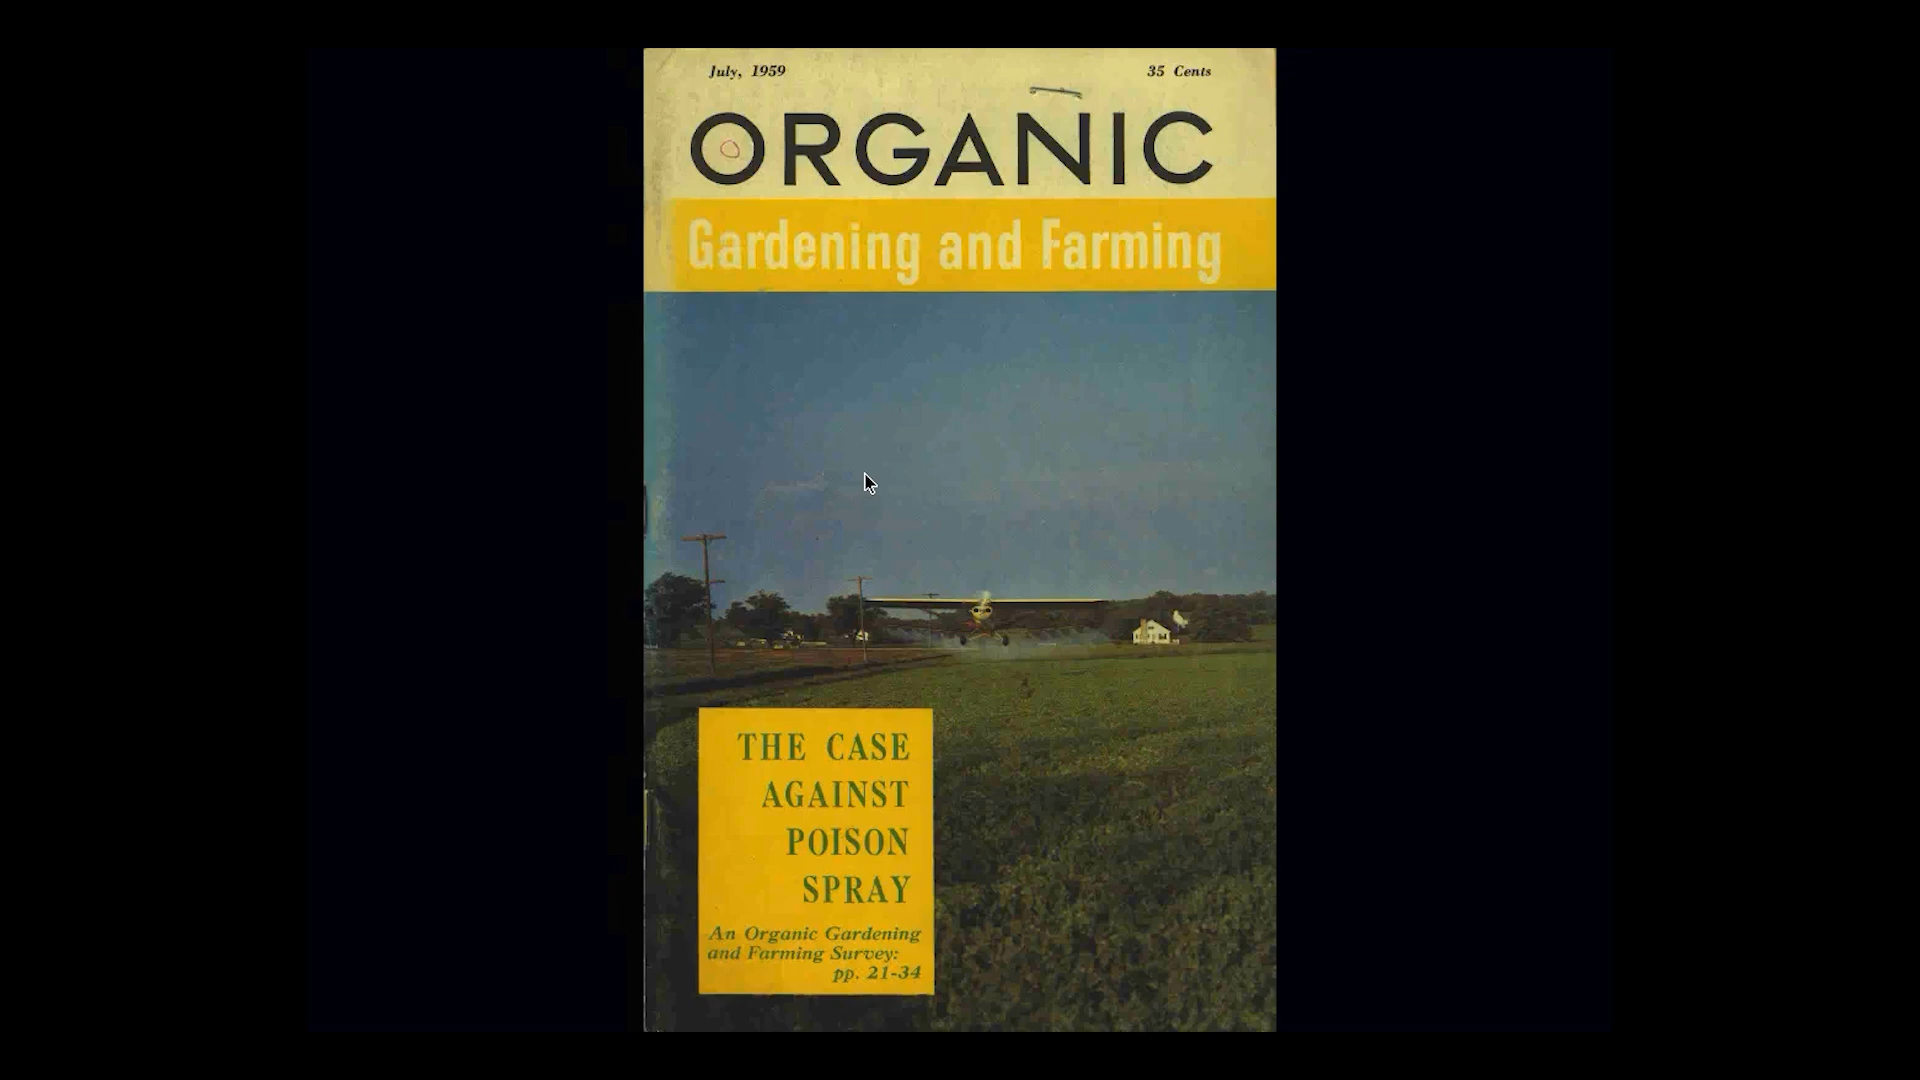 July, 1959 35 Cents
ORGANIC
Gardening and Farming
THE CASE
AGAINST
POISON
SPRAY
An Organic Gardening
and Farming Survey:
pp. 21-34